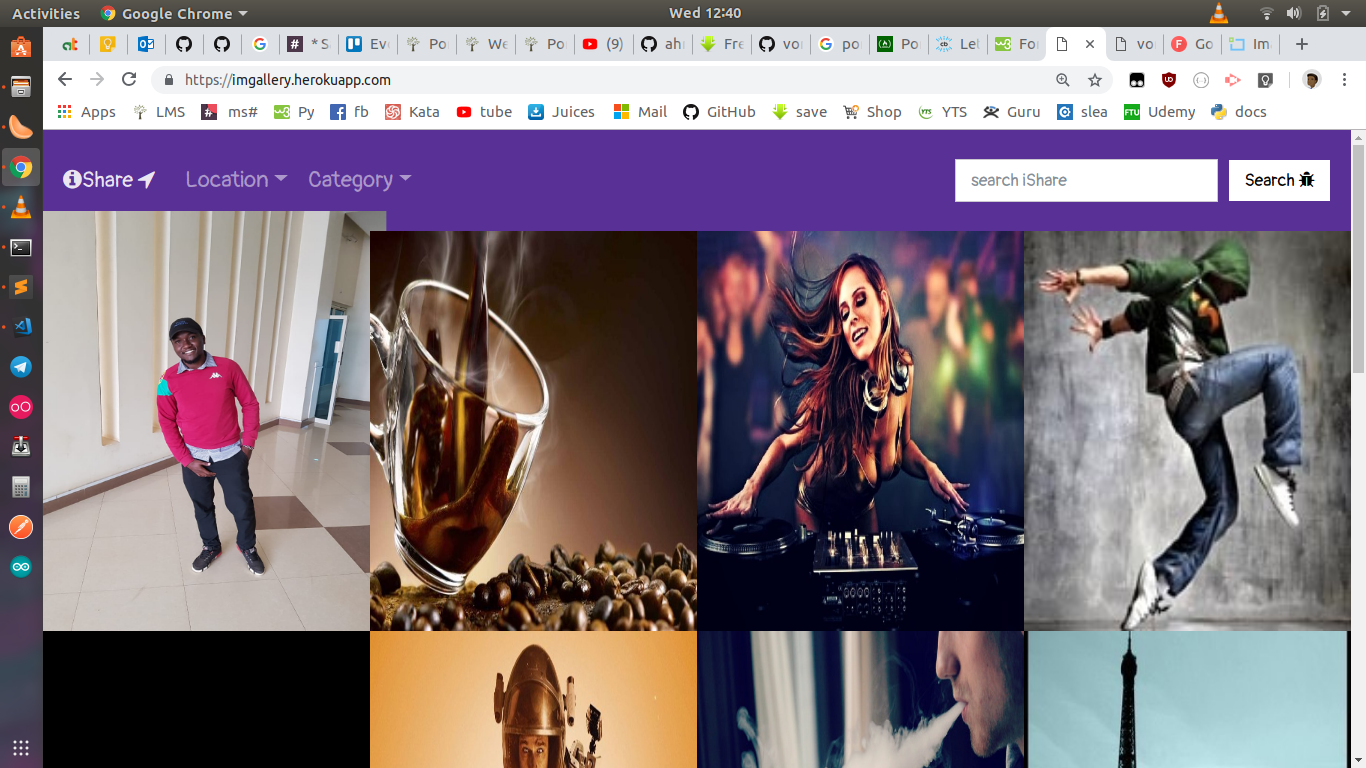 Activities Google Chrome Wed 12:40
* S Ev Po We Po (9) ah Fre vo po Po Let For vo Go Im
https://imgallery.herokuapp.com
Apps LMS ms# Py fb Kata tube Juices Mail GitHub save Shop YTS Guru slea Udemy docs
iShare Location Category search iShare Search